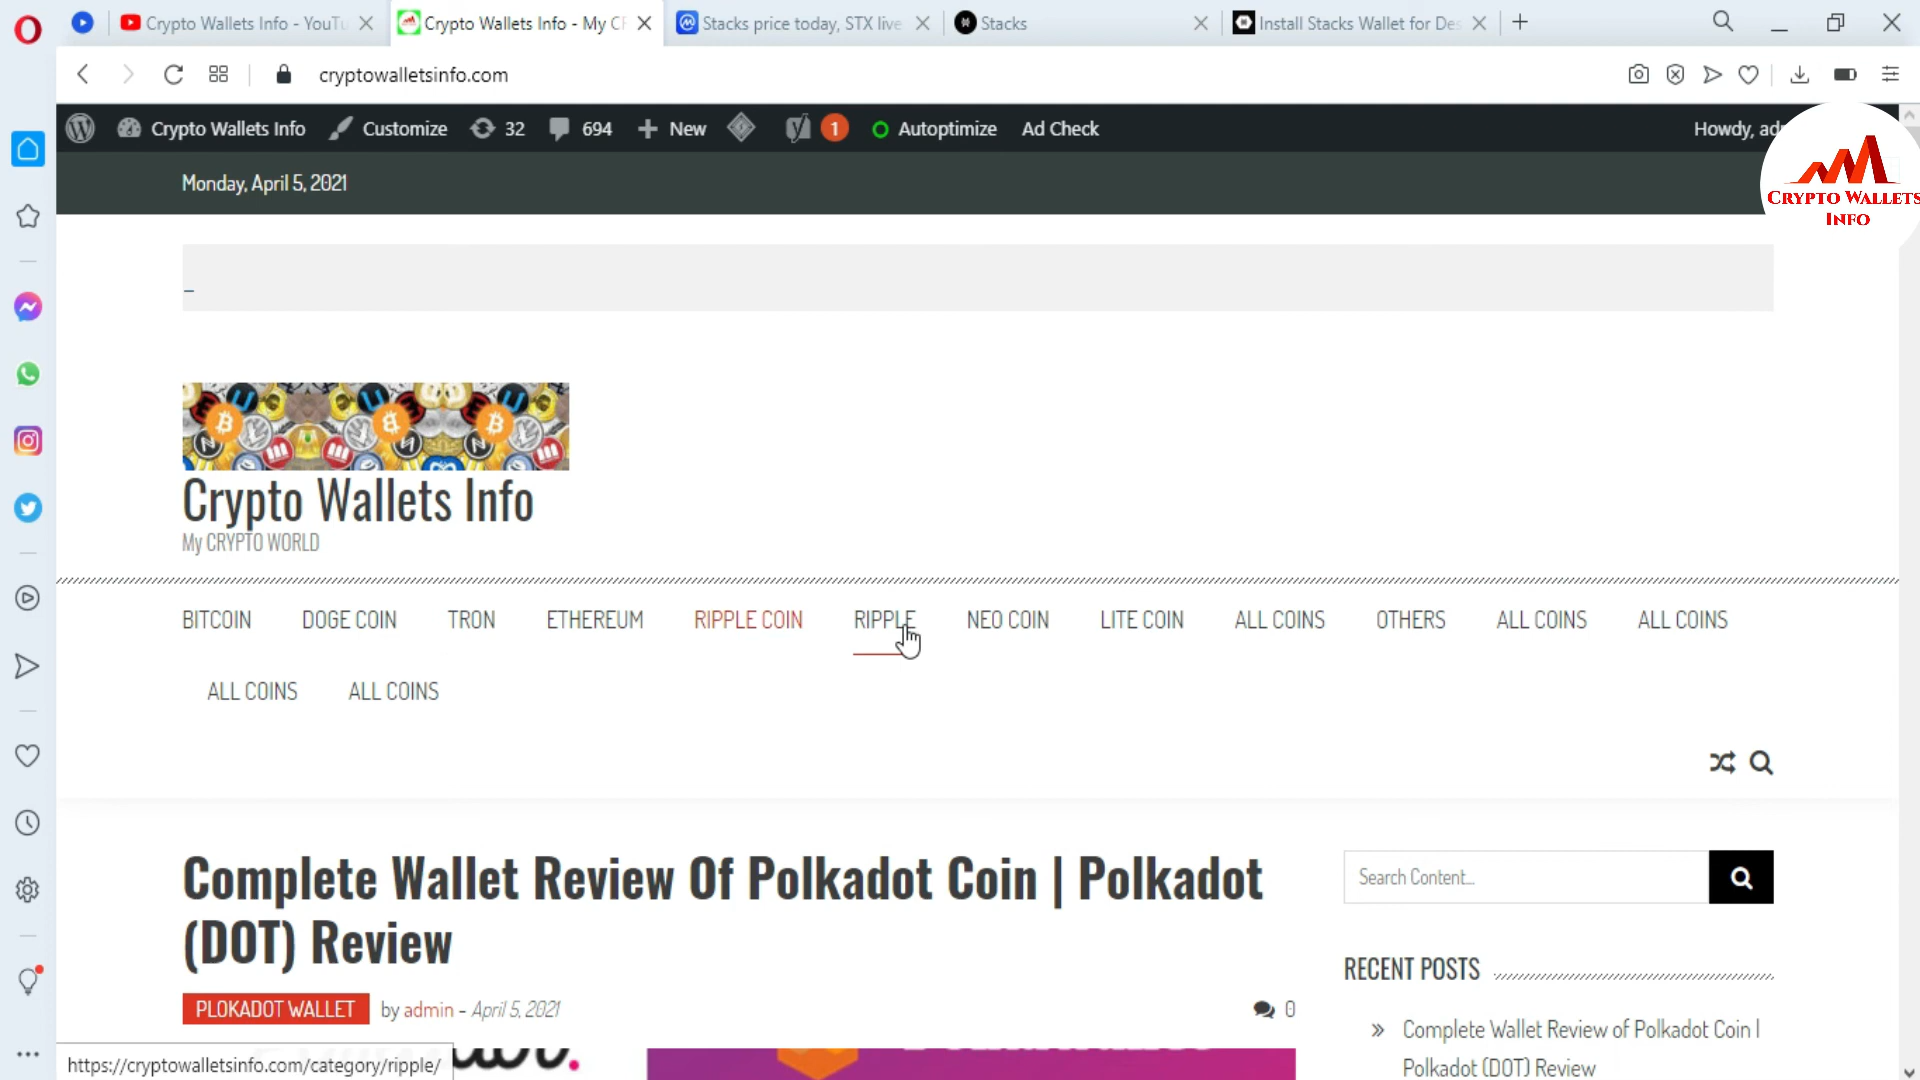 Crypto Wallets Info - YouTu
Crypto Wallets Info - My CR
Stacks price today, STX live
Stacks
Install Stacks Wallet for Des
cryptowalletsinfo.com
Crypto Wallets Info
Customize
32
694
New
1
Autoptimize
Ad Check
Howdy, ad
Monday, April 5, 2021
CRYPTO WALLETS
INFO
Crypto Wallets Info
My CRYPTO WORLD
BITCOIN DOGE COIN TRON ETHEREUM RIPPLE COIN RIPPLE NEO COIN LITE COIN ALL COINS OTHERS ALL COINS ALL COINS
ALL COINS ALL COINS
Complete Wallet Review Of Polkadot Coin | Polkadot
(DOT) Review
PLOKADOT WALLET by admin - April 5, 2021 0
Search Content...
RECENT POSTS
» Complete Wallet Review of Polkadot Coin |
Polkadot (DOT) Review
https://cryptowalletsinfo.com/category/ripple/